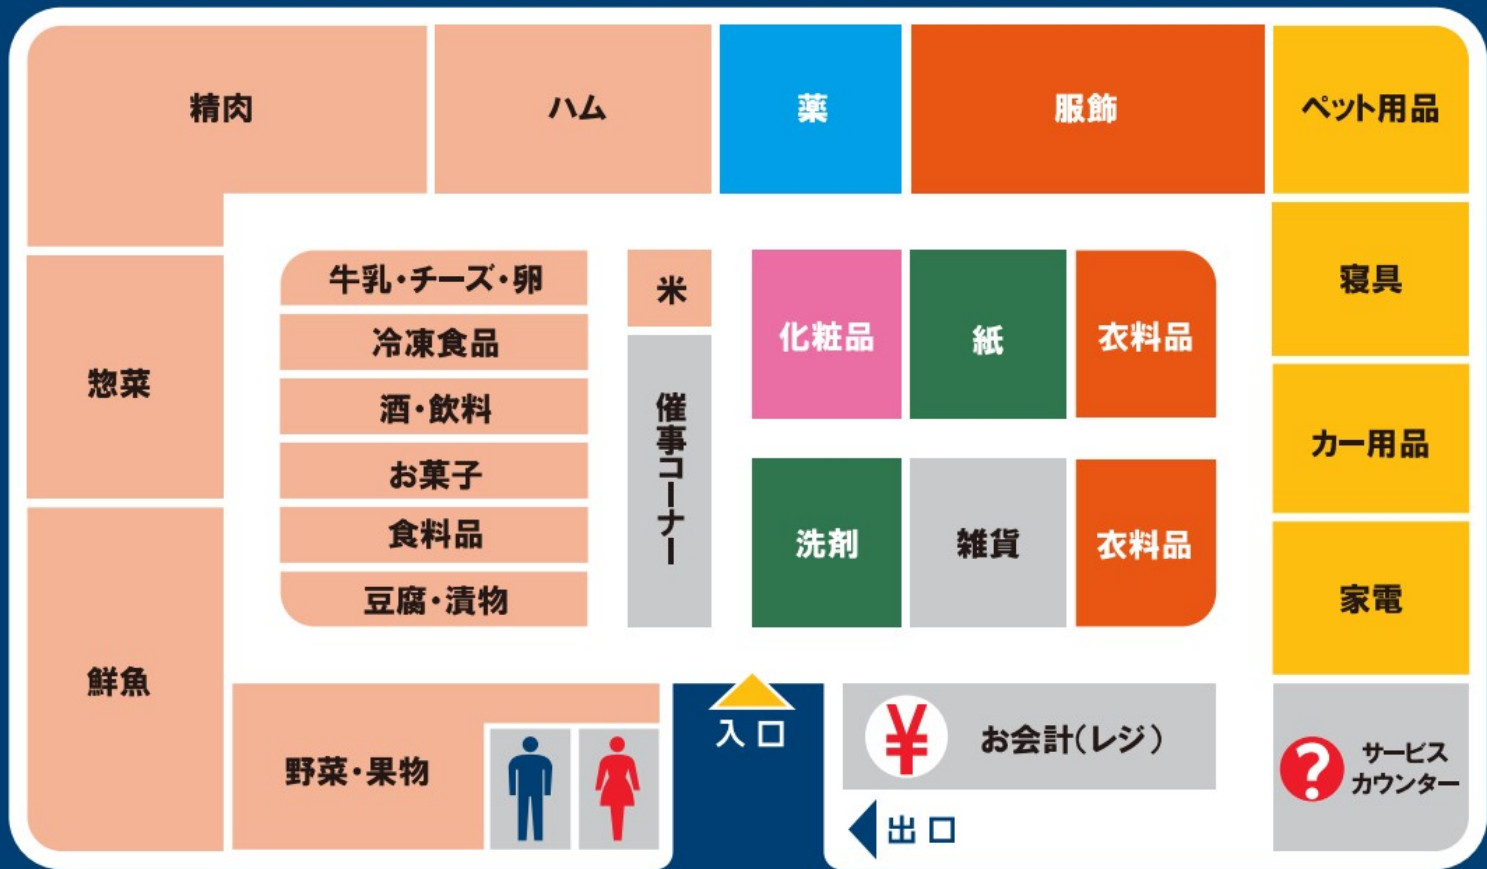 精肉
ハム
薬
服飾
ペット用品
惣菜
牛乳・チーズ・卵
冷凍食品
酒・飲料
お菓子
食料品
豆腐・漬物
米
催事コーナー
化粧品
紙
衣料品
洗剤
雑貨
衣料品
寝具
カー用品
家電
鮮魚
野菜・果物
入口
¥
お会計(レジ)
出口
?
サービス
カウンター